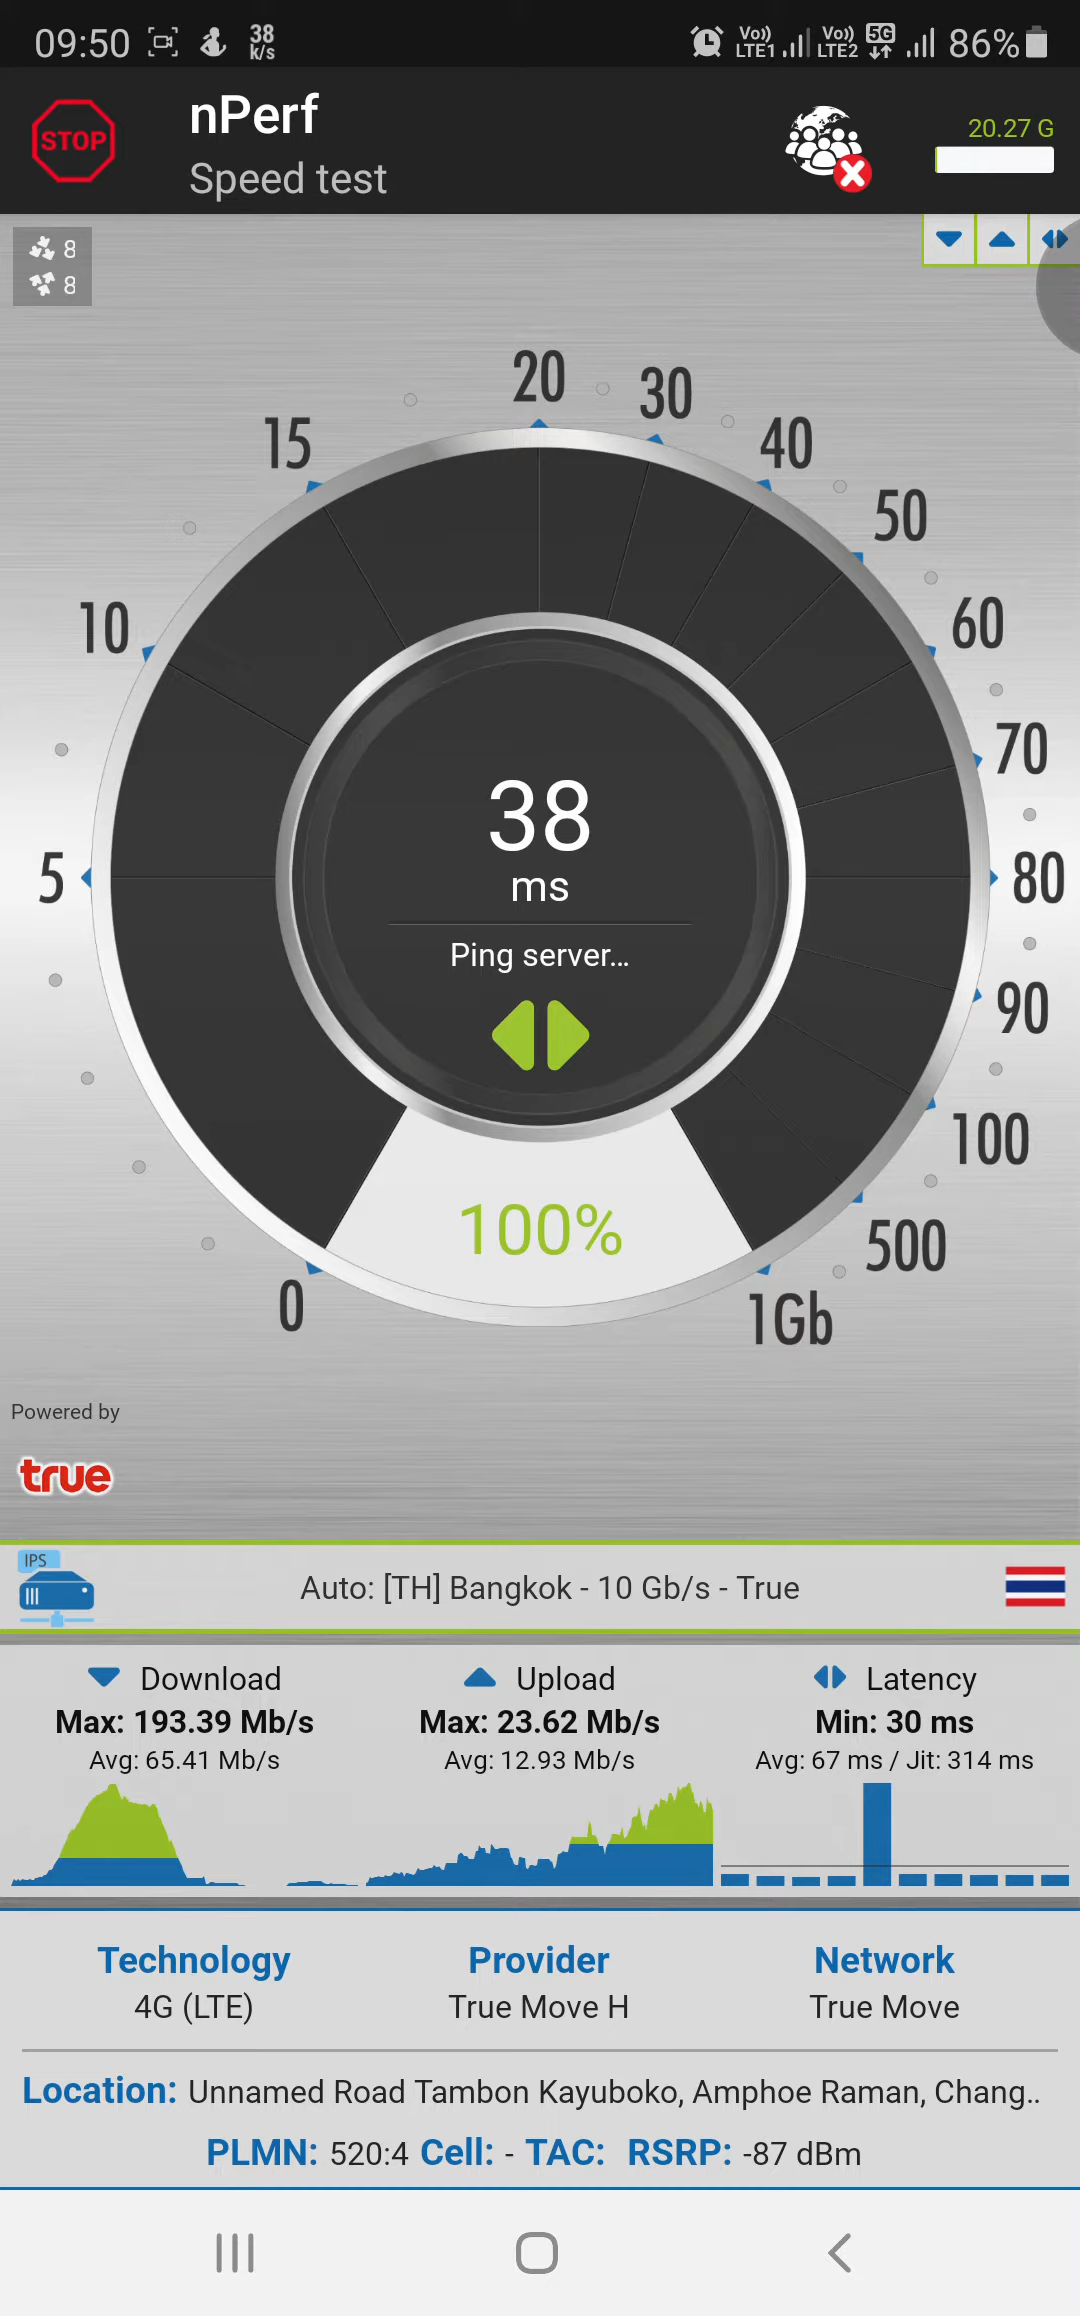 09:50
38 k/s
Vo)) LTE1
Vo)) LTE2
5G
86%
STOP
nPerf
Speed test
20.27 G
8
8
20
30
15
40
50
10
60
70
5
80
90
100
500
0
1Gb
38
ms
Ping server...
100%
Powered by
true
IPS
Auto: [TH] Bangkok - 10 Gb/s - True
Download
Max: 193.39 Mb/s
Avg: 65.41 Mb/s
Upload
Max: 23.62 Mb/s
Avg: 12.93 Mb/s
Latency
Min: 30 ms
Avg: 67 ms / Jit: 314 ms
Technology
4G (LTE)
Provider
True Move H
Network
True Move
Location: Unnamed Road Tambon Kayuboko, Amphoe Raman, Chang..
PLMN: 520:4 Cell: - TAC: RSRP: -87 dBm